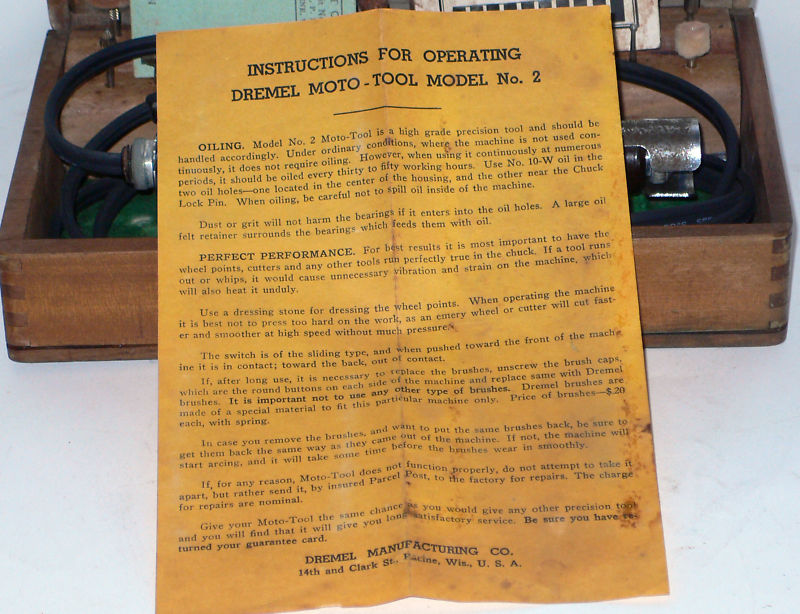 INSTRUCTIONS FOR OPERATING
DREMEL MOTO-TOOL MODEL No. 2
OILING. Model No. 2 Moto-Tool is a high grade precision tool and should be
handled accordingly. Under ordinary conditions, where the machine is not used con-
tinuously, it does not require oiling. However, when using it continuously at numerous
periods, it should be oiled every thirty to fifty working hours. Use No. 10-W oil in the
two oil holes—one located in the center of the housing, and the other near the Chuck
Lock Pin. When oiling, be careful not to spill oil inside of the machine.
Dust or grit will not harm the bearings if it enters into the oil holes. A large oil
felt retainer surrounds the bearings which feeds them with oil.
PERFECT PERFORMANCE. For best results it is most important to have the
wheel points, cutters and any other tools run perfectly true in the chuck. If a tool runs
out or whips, it would cause unnecessary vibration and strain on the machine, which
will also heat it unduly.
Use a dressing stone for dressing the wheel points. When operating the machine
it is best not to press too hard on the work, as an emery wheel or cutter will cut fast-
er and smoother at high speed without much pressure.
The switch is of the sliding type, and when pushed toward the front of the mach-
ine it is in contact; toward the back, out of contact.
If, after long use, it is necessary to replace the brushes, unscrew the brush caps,
which are the round buttons on each side of the machine and replace same with Dremel
brushes. It is important not to use any other type of brushes. Dremel brushes are
made of a special material to fit this particular machine only. Price of brushes—$.20
each, with spring.
In case you remove the brushes, and want to put the same brushes back, be sure to
get them back the same way as they came out of the machine. If not, the machine will
start arcing, and it will take some time before the brushes wear in smoothly.
If, for any reason, Moto-Tool does not function properly, do not attempt to take it
apart, but rather send it, by insured Parcel Post, to the factory for repairs. The charge
for repairs are nominal.
Give your Moto-Tool the same chance as you would give any other precision tool
and you will find that it will give you long satisfactory service. Be sure you have re-
turned your guarantee card.
DREMEL MANUFACTURING CO.
14th and Clark St., Racine, Wis., U. S. A.